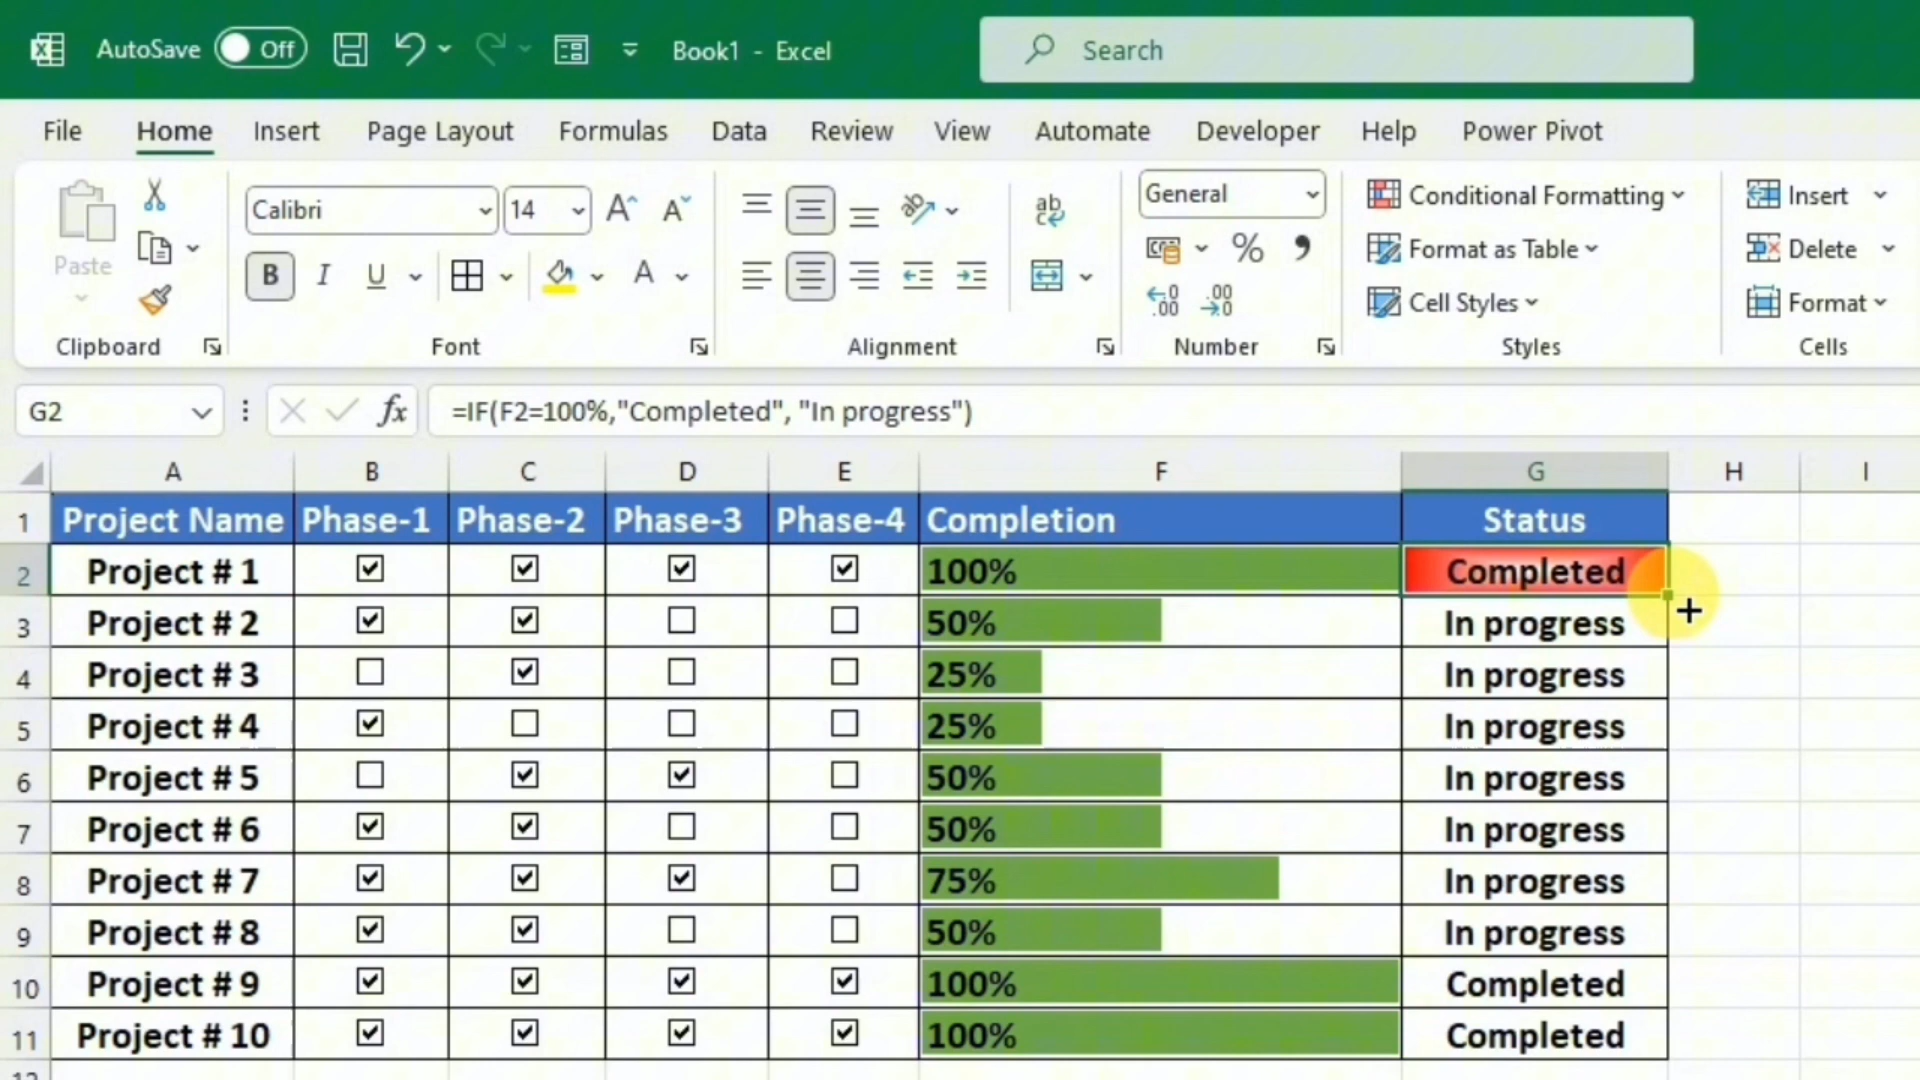 AutoSave Off Book1 - Excel Search
File Home Insert Page Layout Formulas Data Review View Automate Developer Help Power Pivot
Paste
Clipboard
Calibri 14
B I U A
Font
ab
Alignment
General
% 9
Number
Conditional Formatting
Format as Table
Cell Styles
Styles
Insert
Delete
Format
Cells
G2 fx =IF(F2=100%,"Completed", "In progress")
A B C D E F G H I
1 Project Name Phase-1 Phase-2 Phase-3 Phase-4 Completion Status
2 Project # 1 100% Completed
3 Project # 2 50% In progress
4 Project # 3 25% In progress
5 Project # 4 25% In progress
6 Project # 5 50% In progress
7 Project # 6 50% In progress
8 Project # 7 75% In progress
9 Project # 8 50% In progress
10 Project # 9 100% Completed
11 Project # 10 100% Completed